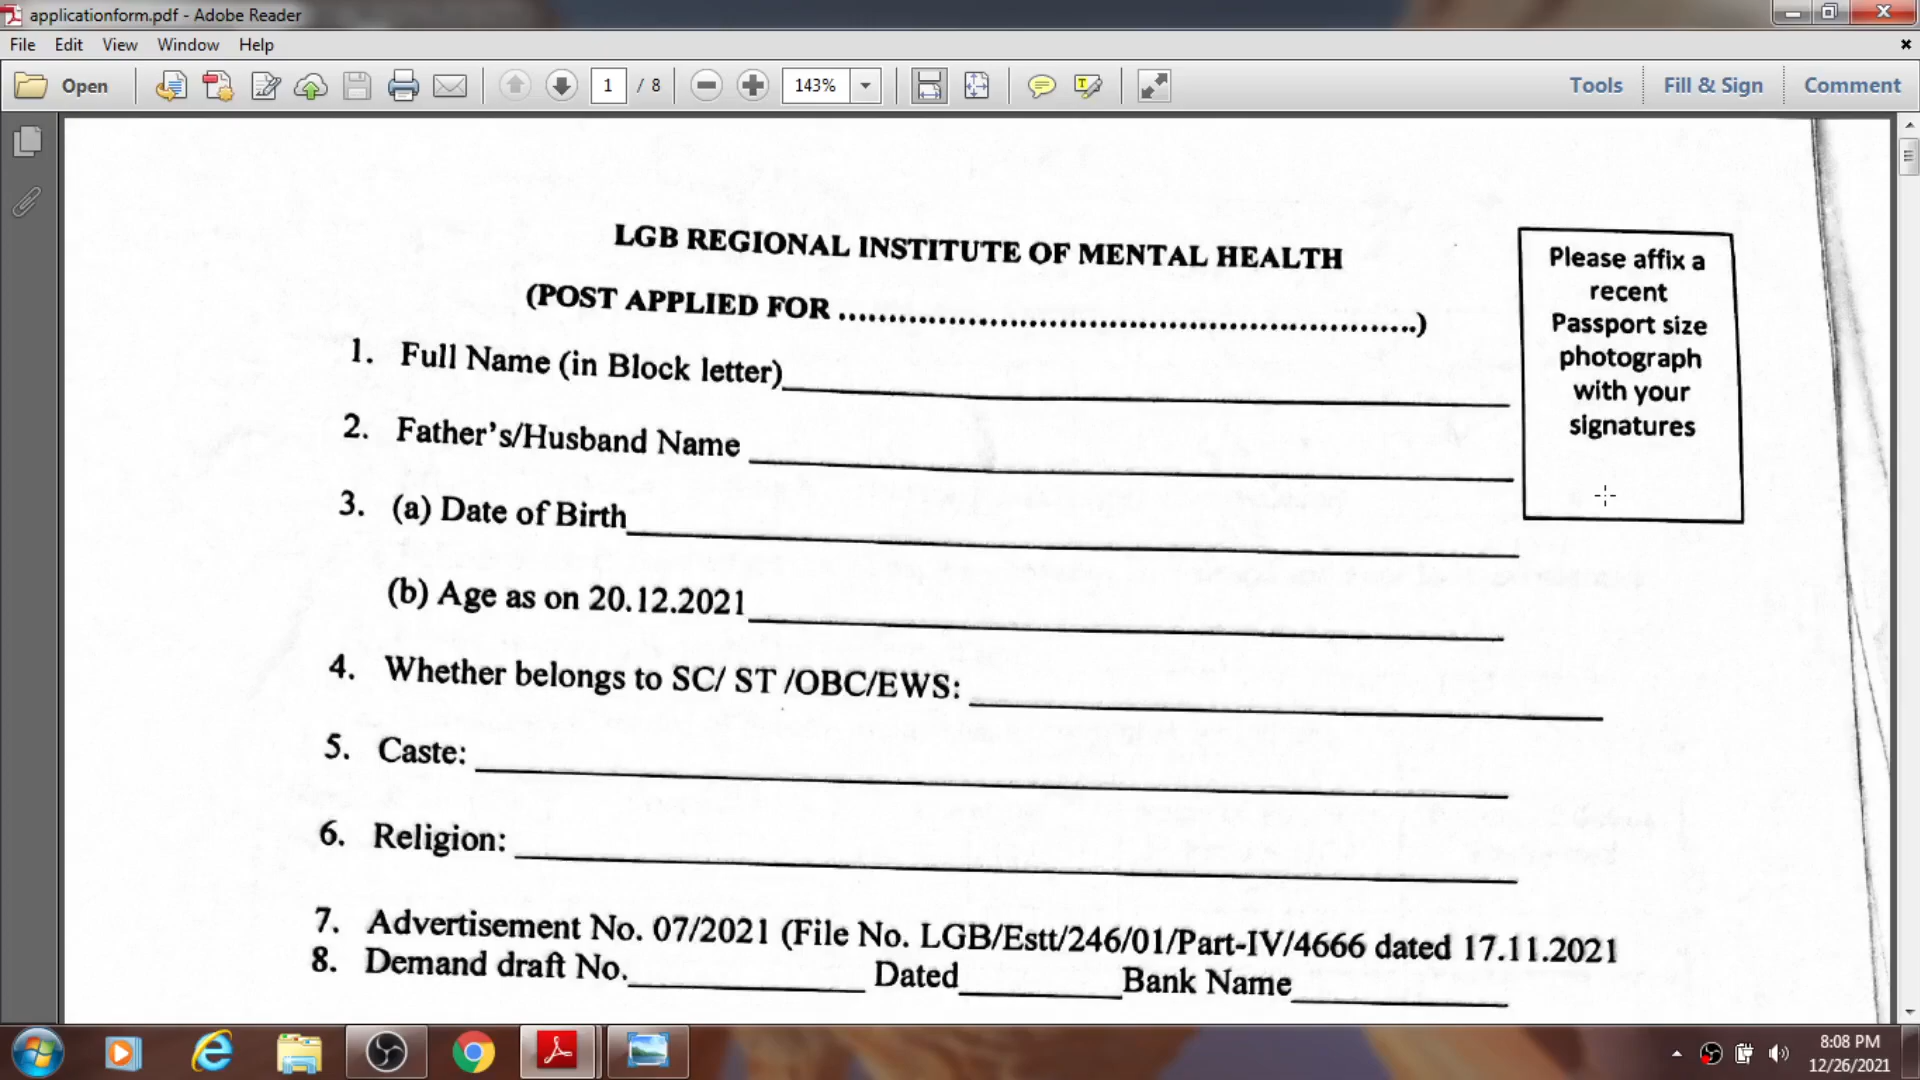 applicationform.pdf - Adobe Reader
File Edit View Window Help
Open 1 / 8 143% Tools Fill & Sign Comment
LGB REGIONAL INSTITUTE OF MENTAL HEALTH
(POST APPLIED FOR ..........................................................)
Please affix a
recent
Passport size
photograph
with your
signatures
1. Full Name (in Block letter)
2. Father's/Husband Name
3. (a) Date of Birth
(b) Age as on 20.12.2021
4. Whether belongs to SC/ ST /OBC/EWS:
5. Caste:
6. Religion:
7. Advertisement No. 07/2021 (File No. LGB/Estt/246/01/Part-IV/4666 dated 17.11.2021
8. Demand draft No. Dated Bank Name
8:08 PM
12/26/2021